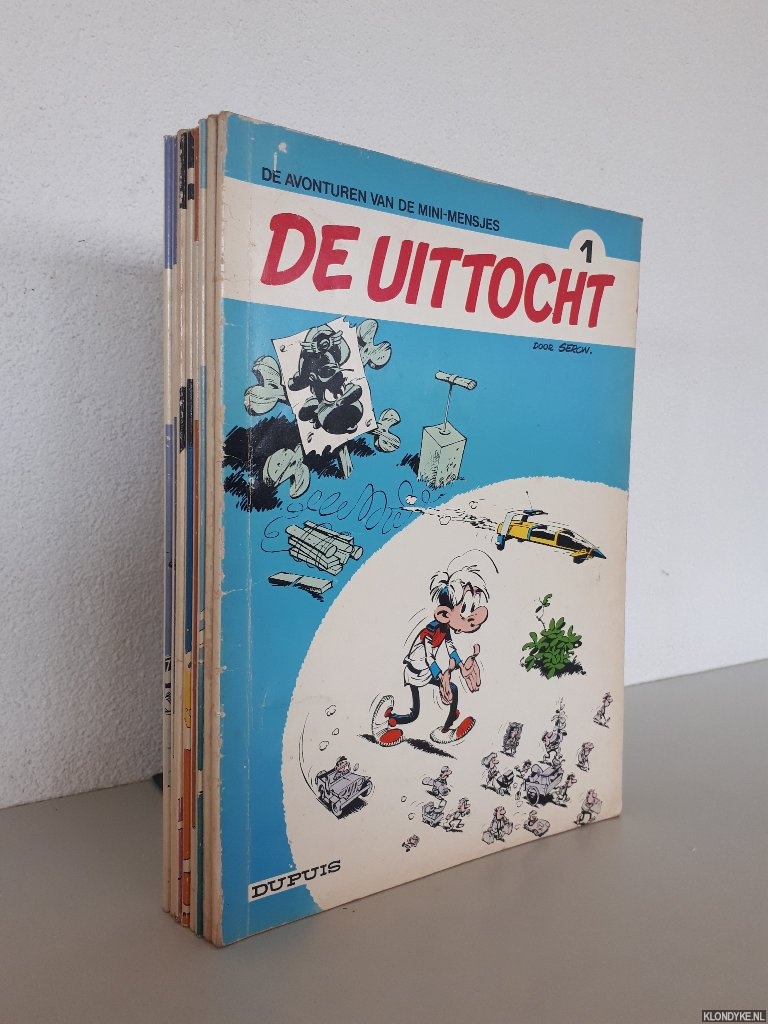 DE AVONTUREN VAN DE MINI-MENSJES
1
DE UITTOCHT
DOOR SERON.
DUPUIS
KLONDYKE.NL